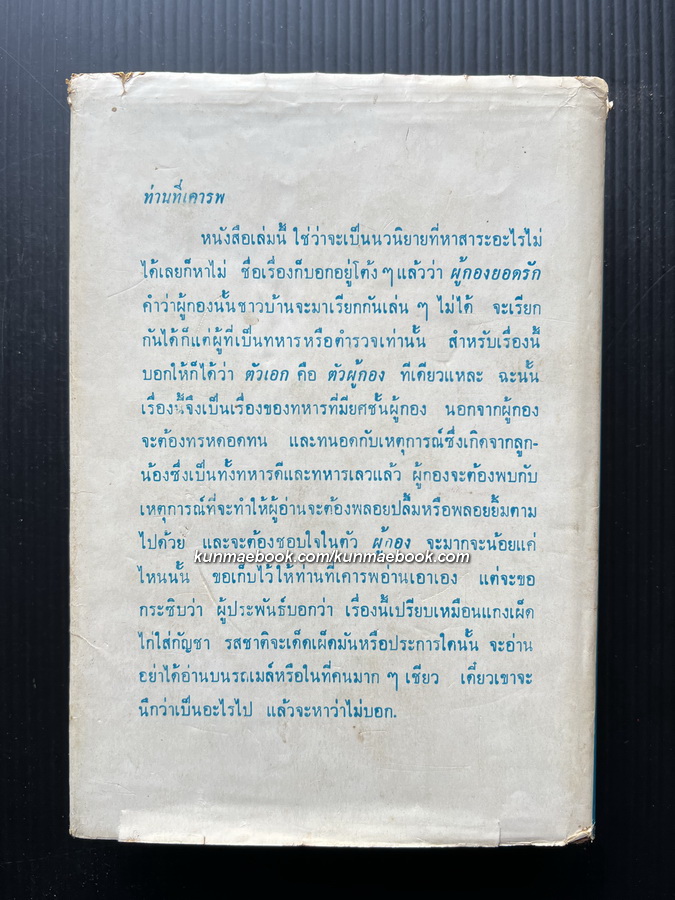 ท่านที่เคารพ
หนังสือเล่มนี้ ใช่ว่าจะเป็นนวนิยายที่หาสาระอะไรไม่
ได้เลยก็หาไม่ ชื่อเรื่องก็บอกอยู่โต้ง ๆ แล้วว่า ผู้กองยอดรัก
คำว่าผู้กองนั้นชาวบ้านจะมาเรียกกันเล่น ๆ ไม่ได้ จะเรียก
กันได้ก็แต่ผู้ที่เป็นทหารหรือตำรวจเท่านั้น สำหรับเรื่องนี้
บอกให้ก็ได้ว่า ตัวเอก คือ ตัวผู้กอง ทีเดียวแหละ ฉะนั้น
เรื่องนี้จึงเป็นเรื่องของทหารที่มียศชั้นผู้กอง นอกจากผู้กอง
จะต้องทรหดอดทน และทนอดกับเหตุการณ์ซึ่งเกิดจากลูก-
น้องซึ่งเป็นทั้งทหารดีและทหารเลวแล้ว ผู้กองจะต้องพบกับ
เหตุการณ์ที่จะทำให้ผู้อ่านจะต้องพลอยปลื้มหรือพลอยยิ้มตาม
ไปด้วย และจะต้องชอบใจในตัว ผู้กอง จะมากจะน้อยแค่
kunmaebook.com/kunmaebook.com
ไหนนั้น ขอเก็บไว้ให้ท่านที่เคารพอ่านเอาเอง แต่จะขอ
กระซิบว่า ผู้ประพันธ์บอกว่า เรื่องนี้เปรียบเหมือนแกงเผ็ด
ไก่ใส่กัญชา รสชาติจะเด็ดเผ็ดมันหรือประการใดนั้น จะอ่าน
อย่าได้อ่านบนรถเมล์หรือในที่คนมาก ๆ เชียว เดี๋ยวเขาจะ
นึกว่าเป็นอะไรไป แล้วจะหาว่าไม่บอก.